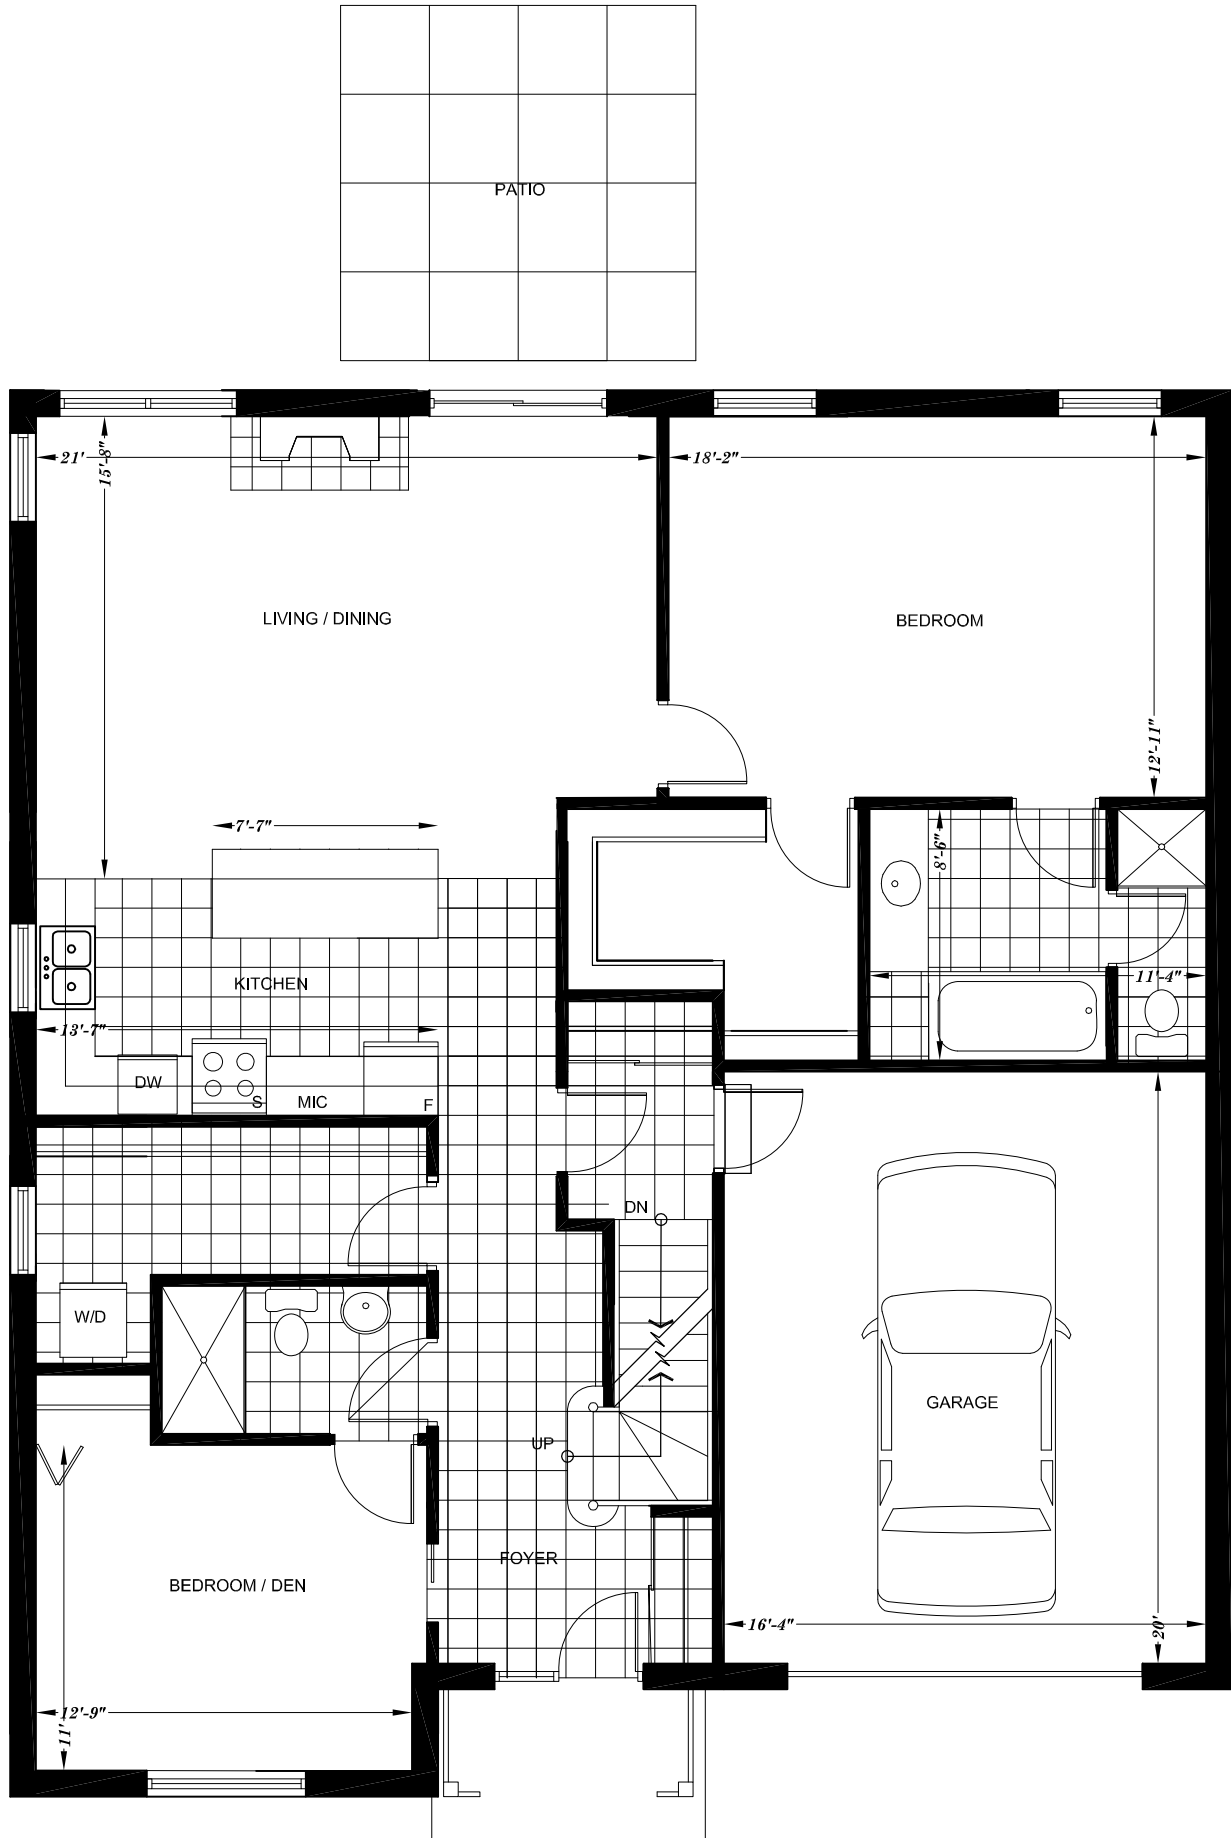 PATIO
21'
15'-8"
18'-2"
LIVING / DINING
BEDROOM
12'-11"
7'-7"
8'-6"
KITCHEN
11'-4"
13'-7"
DW
S
MIC
F
DN
W/D
GARAGE
UP
FOYER
BEDROOM / DEN
16'-4"
20'
12'-9"
11'